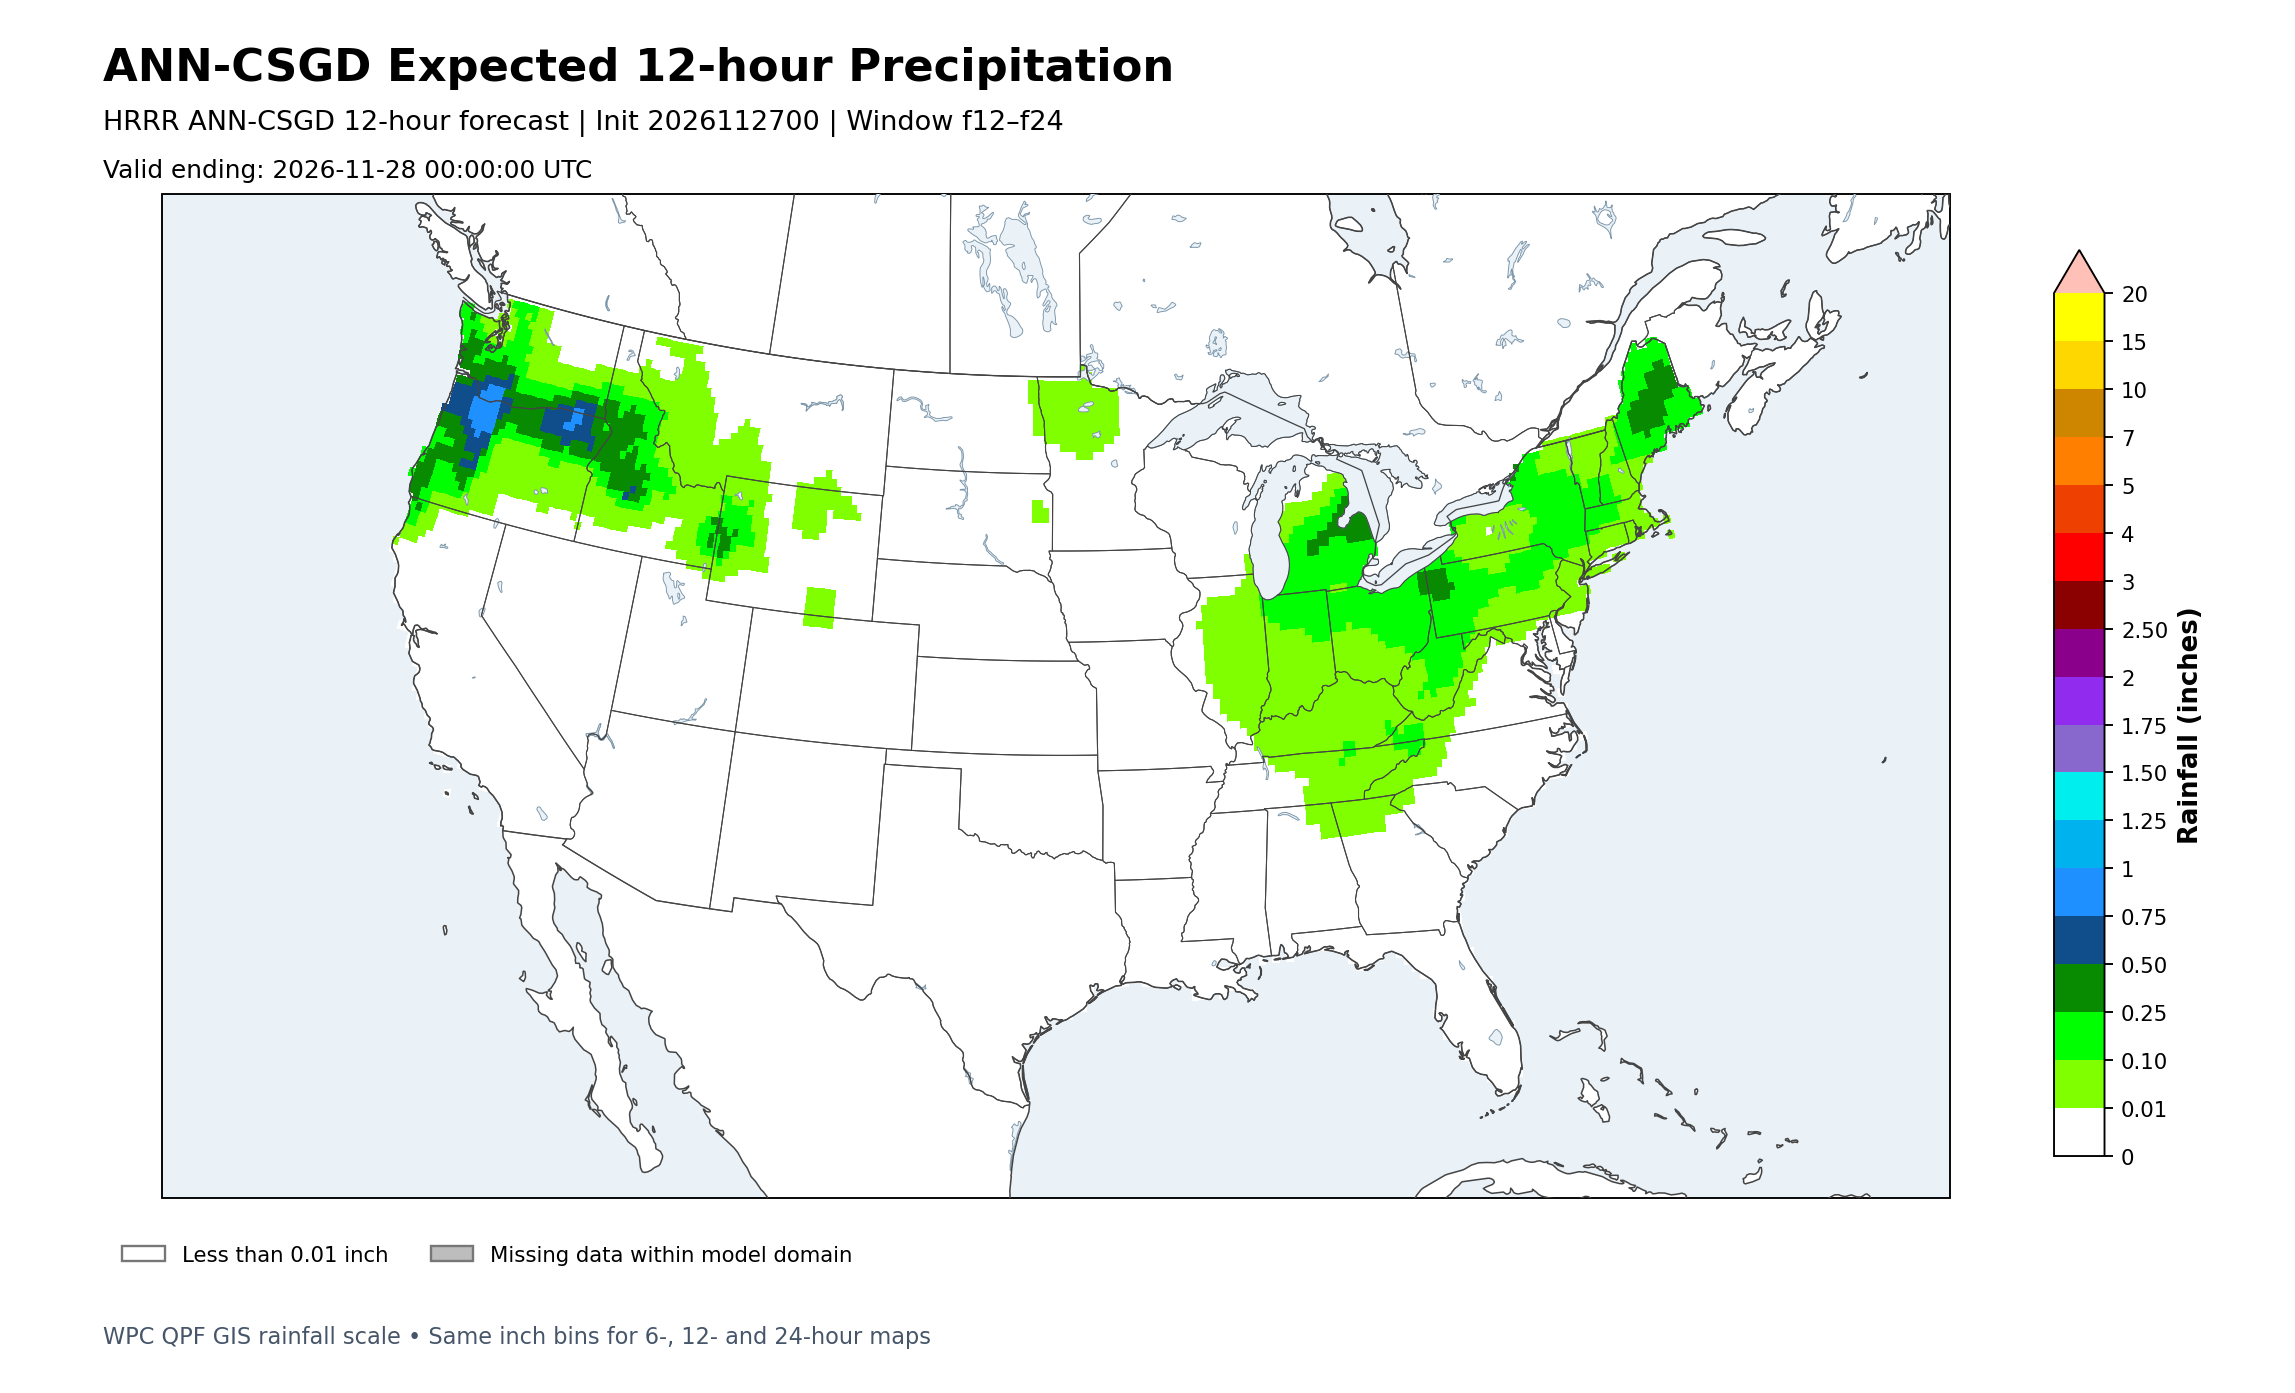 ANN-CSGD Expected 12-hour Precipitation
HRRR ANN-CSGD 12-hour forecast | Init 2026112700 | Window f12–f24
Valid ending: 2026-11-28 00:00:00 UTC
20
15
10
7
5
4
3
2.50
2
1.75
1.50
1.25
1
0.75
0.50
0.25
0.10
0.01
0
Rainfall (inches)
Less than 0.01 inch
Missing data within model domain
WPC QPF GIS rainfall scale • Same inch bins for 6-, 12- and 24-hour maps